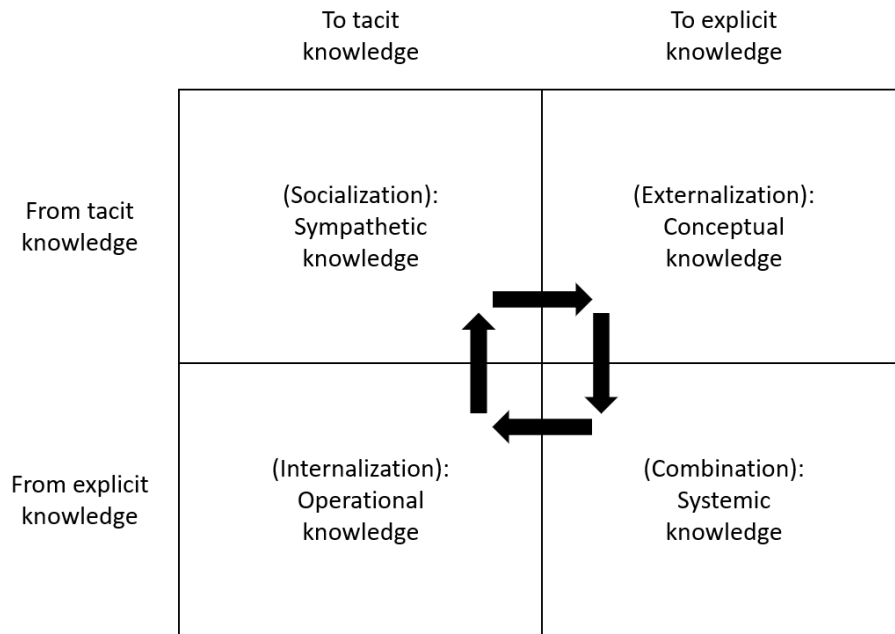 To tacit
knowledge
To explicit
knowledge
From tacit
knowledge
(Socialization):
Sympathetic
knowledge
(Externalization):
Conceptual
knowledge
From explicit
knowledge
(Internalization):
Operational
knowledge
(Combination):
Systemic
knowledge